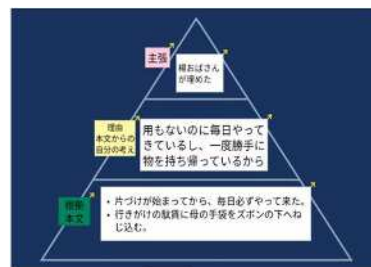 主張
楊おばさん
が埋めた
理由
本文からの
自分の考え
用もないのに毎日やって
きているし、一度勝手に
物を持ち帰っているから
根拠
本文
• 片づけが始まってから、毎日必ずやって来た。
• 行きがけの駄賃に母の手袋をズボンの下へね
じ込む。